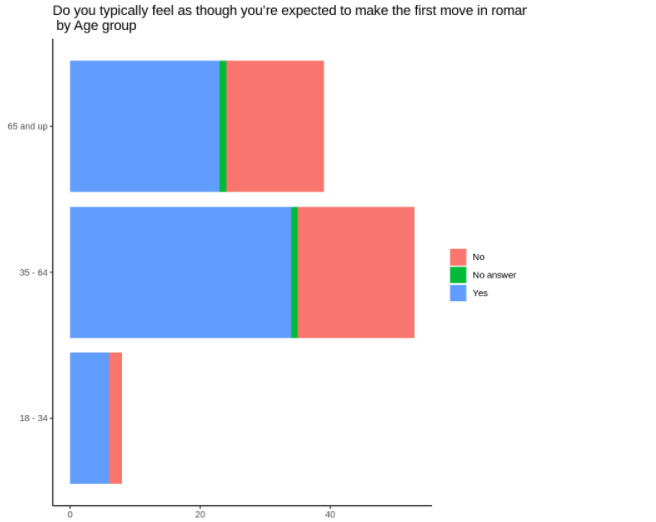 Do you typically feel as though you’re expected to make the first move in
by Age group
65 and up
35 - 64
18 - 34
No
No answer
Yes
0
20
40